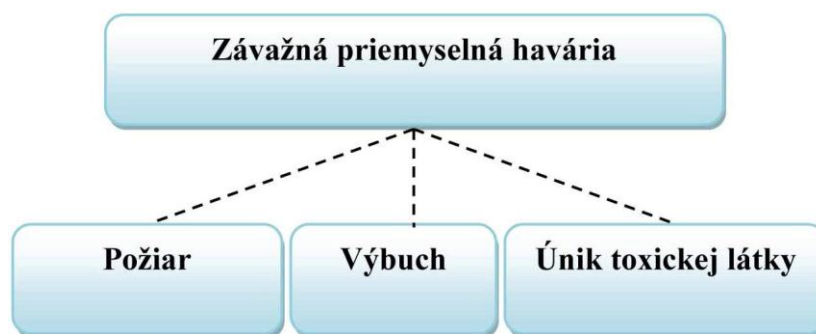 Závažná priemyselná havária
Požiar
Výbuch
Únik toxickej látky